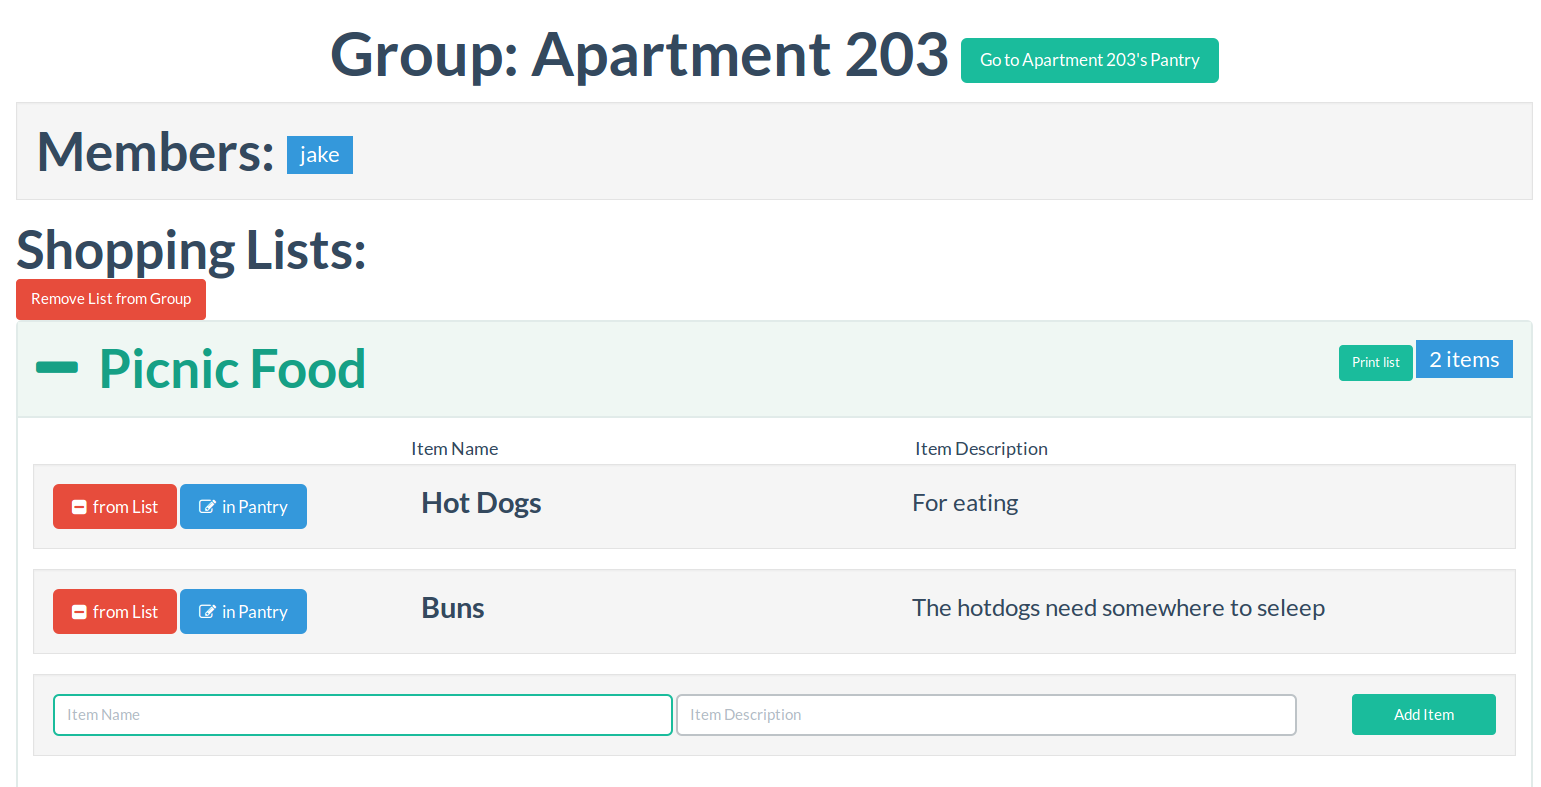 Group: Apartment 203 Go to Apartment 203's Pantry
Members: jake
Shopping Lists:
Remove List from Group
Picnic Food Print list 2 items
Item Name Item Description
from List in Pantry Hot Dogs For eating
from List in Pantry Buns The hotdogs need somewhere to seleep
Item Name Item Description Add Item